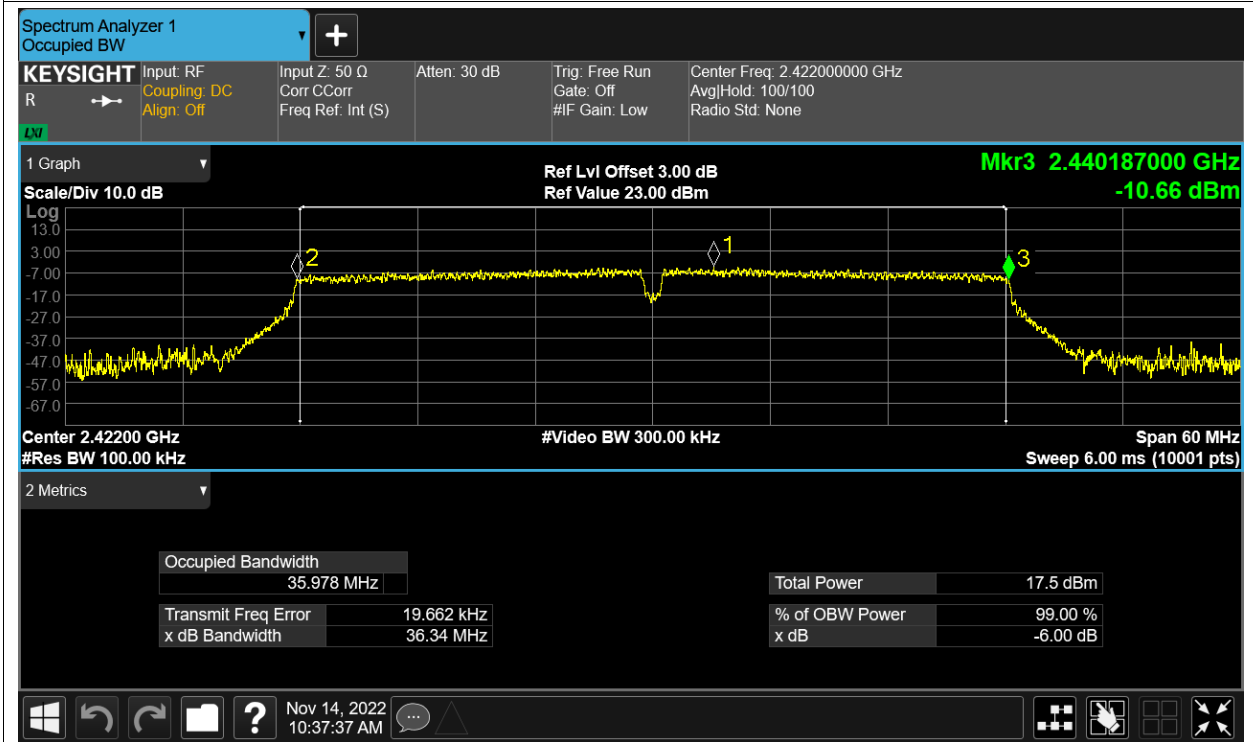 Spectrum Analyzer 1
Occupied BW
KEYSIGHT Input: RF Input Z: 50 Ω Atten: 30 dB Trig: Free Run Center Freq: 2.422000000 GHz
R Coupling: DC Corr CCorr Gate: Off Avg|Hold: 100/100
Align: Off Freq Ref: Int (S) #IF Gain: Low Radio Std: None
LXI
1 Graph
Ref Lvl Offset 3.00 dB Mkr3 2.440187000 GHz
Scale/Div 10.0 dB Ref Value 23.00 dBm -10.66 dBm
Log
13.0
3.00
-7.00
-17.0
-27.0
-37.0
-47.0
-57.0
-67.0
2
1
3
Center 2.42200 GHz #Video BW 300.00 kHz Span 60 MHz
#Res BW 100.00 kHz Sweep 6.00 ms (10001 pts)
2 Metrics
Occupied Bandwidth
35.978 MHz Total Power 17.5 dBm
Transmit Freq Error 19.662 kHz % of OBW Power 99.00 %
x dB Bandwidth 36.34 MHz x dB -6.00 dB
? Nov 14, 2022
10:37:37 AM